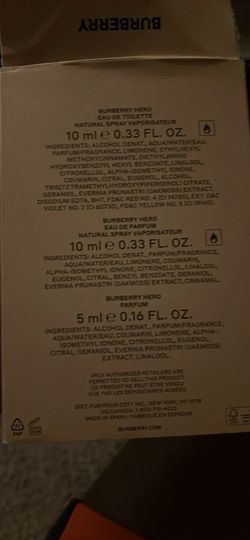 BURBERRY
BURBERRY HERO
EAU DE TOILETTE
NATURAL SPRAY VAPORISATEUR
10 ml ℮ 0.33 FL. OZ.
INGREDIENTS: ALCOHOL DENAT., AQUA/WATER/EAU,
PARFUM/FRAGRANCE, LIMONENE, ETHYLHEXYL
METHOXYCINNAMATE, DIETHYLAMINO
HYDROXYBENZOYL HEXYL BENZOATE, LINALOOL,
CITRONELLOL, ALPHA-ISOMETHYL IONONE,
COUMARIN, CITRAL, EUGENOL, ALCOHOL,
TRIS(TETRAMETHYLHYDROXYPIPERIDINOL) CITRATE,
GERANIOL, EVERNIA PRUNASTRI (OAKMOSS) EXTRACT,
DISODIUM EDTA, BHT, FD&C RED NO. 4 (CI 14700), EXT. D&C
VIOLET NO. 2 (CI 60730), FD&C YELLOW NO. 5 (CI 19140).
BURBERRY HERO
EAU DE PARFUM
NATURAL SPRAY VAPORISATEUR
10 ml ℮ 0.33 FL. OZ.
INGREDIENTS: ALCOHOL DENAT., PARFUM/FRAGRANCE,
AQUA/WATER/EAU, LIMONENE, COUMARIN,
ALPHA-ISOMETHYL IONONE, CITRONELLOL, LINALOOL,
EUGENOL, CITRAL, BENZYL BENZOATE, GERANIOL,
EVERNIA PRUNASTRI (OAKMOSS) EXTRACT, CINNAMAL.
BURBERRY HERO
PARFUM
5 ml ℮ 0.16 FL. OZ.
INGREDIENTS: ALCOHOL DENAT., PARFUM/FRAGRANCE,
AQUA/WATER/EAU, COUMARIN, LIMONENE, ALPHA-
ISOMETHYL IONONE, CITRONELLOL, EUGENOL,
CITRAL, GERANIOL, EVERNIA PRUNASTRI (OAKMOSS)
EXTRACT, LINALOOL.
ONLY AUTHORIZED RETAILERS ARE
PERMITTED TO SELL THIS PRODUCT.
CE PRODUIT NE PEUT ÊTRE VENDU
QUE PAR LES DÉPOSITAIRES AGRÉÉS.
DIST. FOR/POUR COTY INC., NEW YORK, NY 10118
US/CANADA: 1-800-715-4023
MADE IN SPAIN / FABRIQUÉ EN ESPAGNE
BURBERRY.COM